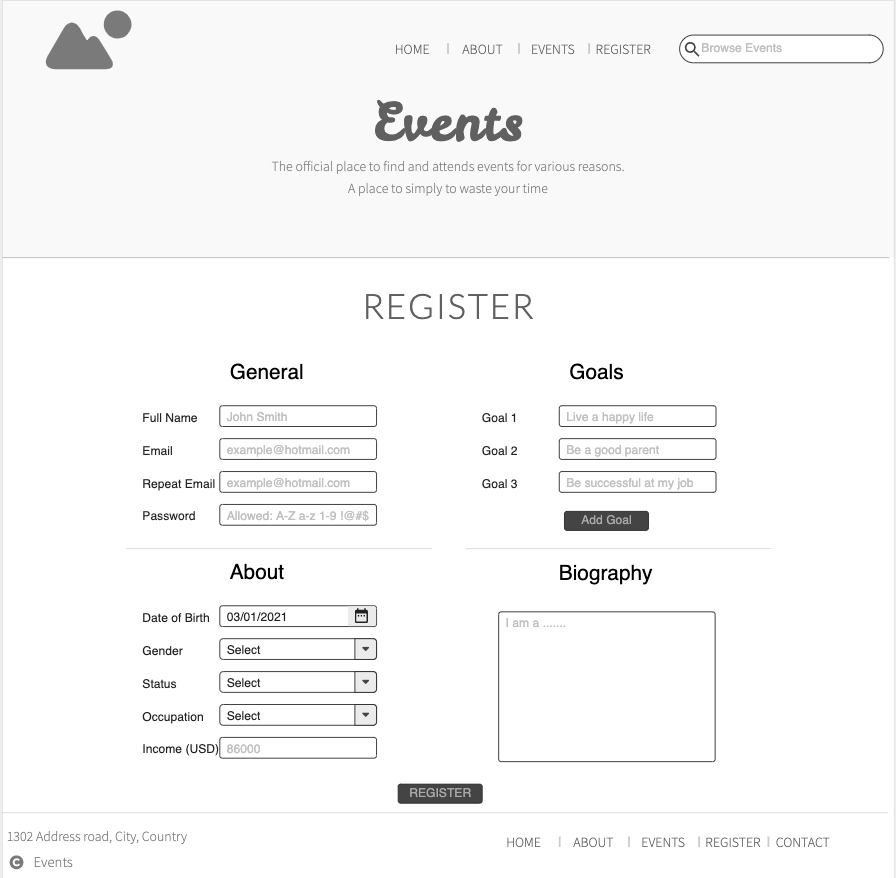 HOME | ABOUT | EVENTS | REGISTER Browse Events
Events
The official place to find and attends events for various reasons.
A place to simply to waste your time
REGISTER
General
Full Name John Smith
Email example@hotmail.com
Repeat Email example@hotmail.com
Password Allowed: A-Z a-z 1-9 !@#$
Goals
Goal 1 Live a happy life
Goal 2 Be a good parent
Goal 3 Be successful at my job
Add Goal
About
Date of Birth 03/01/2021
Gender Select
Status Select
Occupation Select
Income (USD) 86000
Biography
I am a .......
REGISTER
1302 Address road, City, Country
© Events
HOME | ABOUT | EVENTS | REGISTER | CONTACT